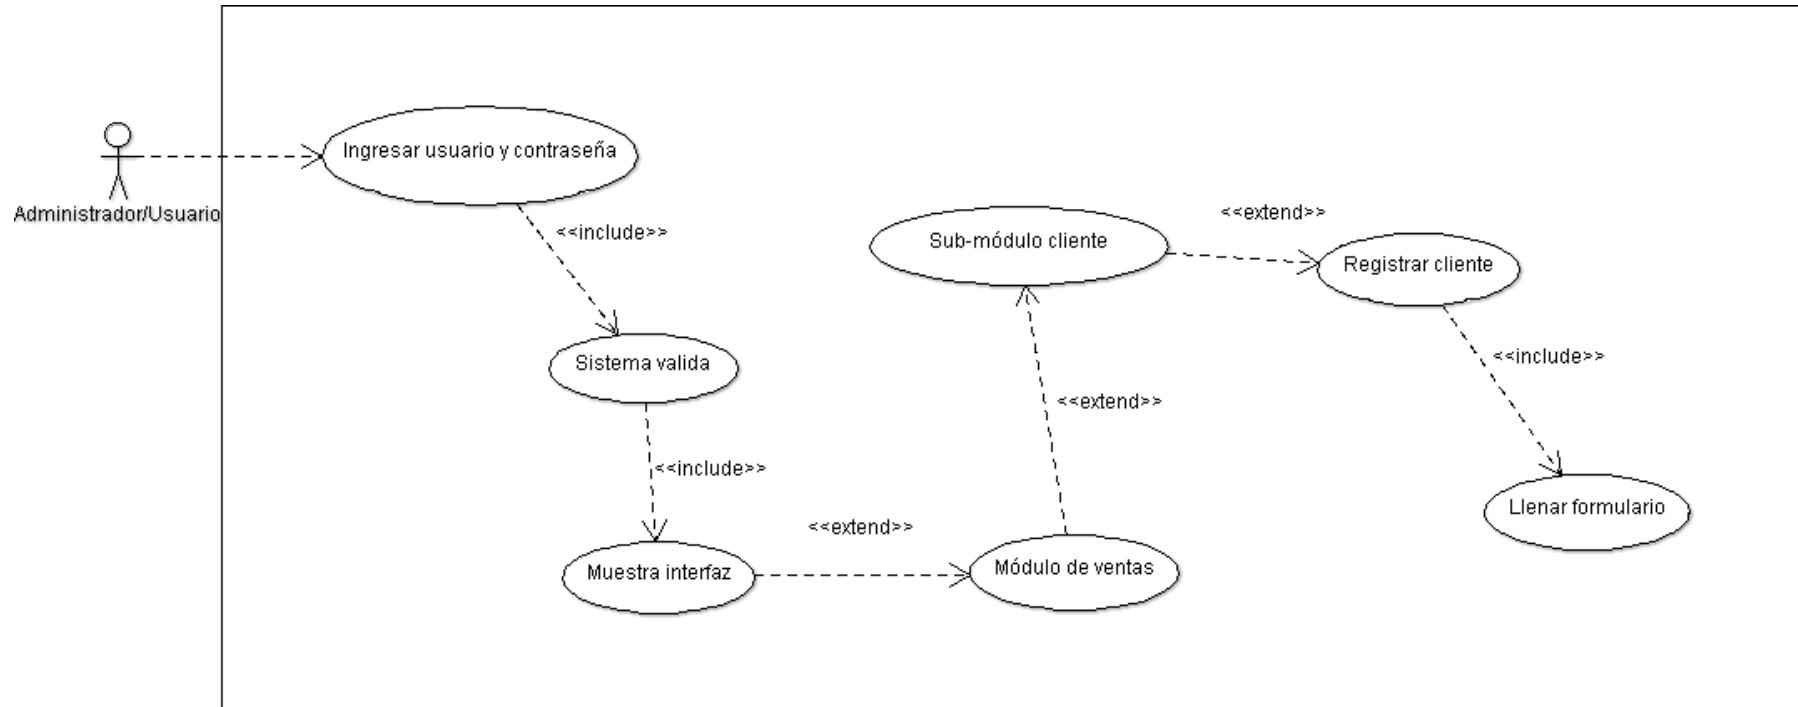 Administrador/Usuario
Ingresar usuario y contraseña
<<include>>
Sistema valida
<<include>>
Muestra interfaz
<<extend>>
Módulo de ventas
<<extend>>
Sub-módulo cliente
<<extend>>
Registrar cliente
<<include>>
Llenar formulario